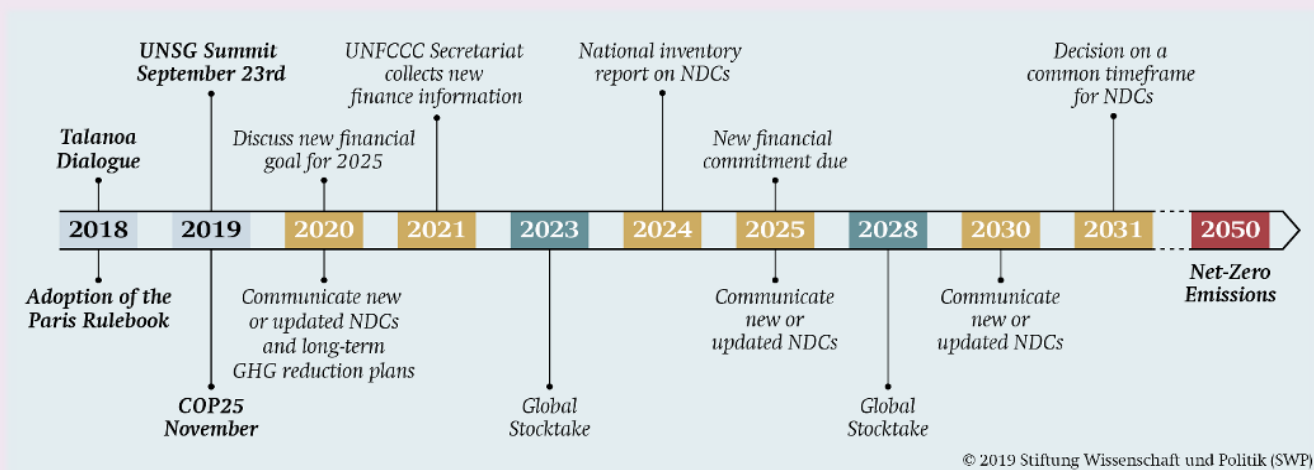 UNSG Summit
September 23rd
UNFCCC Secretariat
collects new
finance information
National inventory
report on NDCs
Decision on a
common timeframe
for NDCs
Talanoa
Dialogue
Discuss new financial
goal for 2025
New financial
commitment due
2018
2019
2020
2021
2023
2024
2025
2028
2030
2031
2050
Adoption of the
Paris Rulebook
Communicate new
or updated NDCs
and long-term
GHG reduction plans
Communicate
new or
updated NDCs
Communicate
new or
updated NDCs
Net-Zero
Emissions
COP25
November
Global
Stocktake
Global
Stocktake
© 2019 Stiftung Wissenschaft und Politik (SWP)